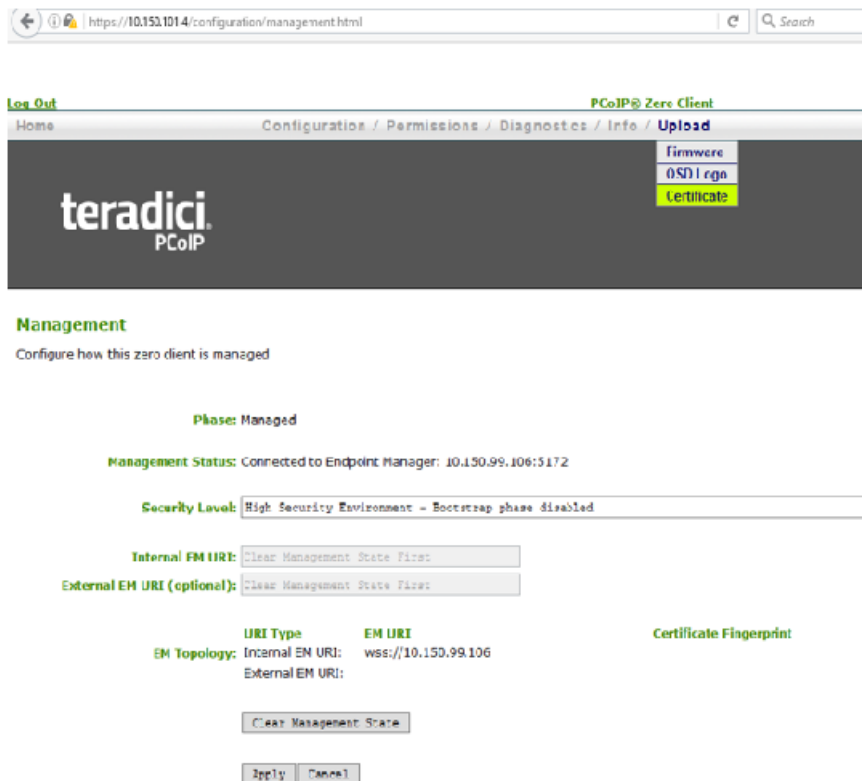 https://10.150.101.4/configuration/management.html
Search
Log Out
PCoIP® Zero Client
Home
Configuration / Permissions / Diagnostics / Info / Upload
Firmware
OSD Logo
Certificate
teradici.
PCoIP
Management
Configure how this zero client is managed
Phase: Managed
Management Status: Connected to Endpoint Manager: 10.150.99.106:5172
Security Level: High Security Environment - Bootstrap phase disabled
Internal EM URI: Clear Management State First
External EM URI (optional): Clear Management State First
URI Type EM URI Certificate Fingerprint
EM Topology: Internal EM URI: wss://10.150.99.106
External EM URI:
Clear Management State
Apply Cancel